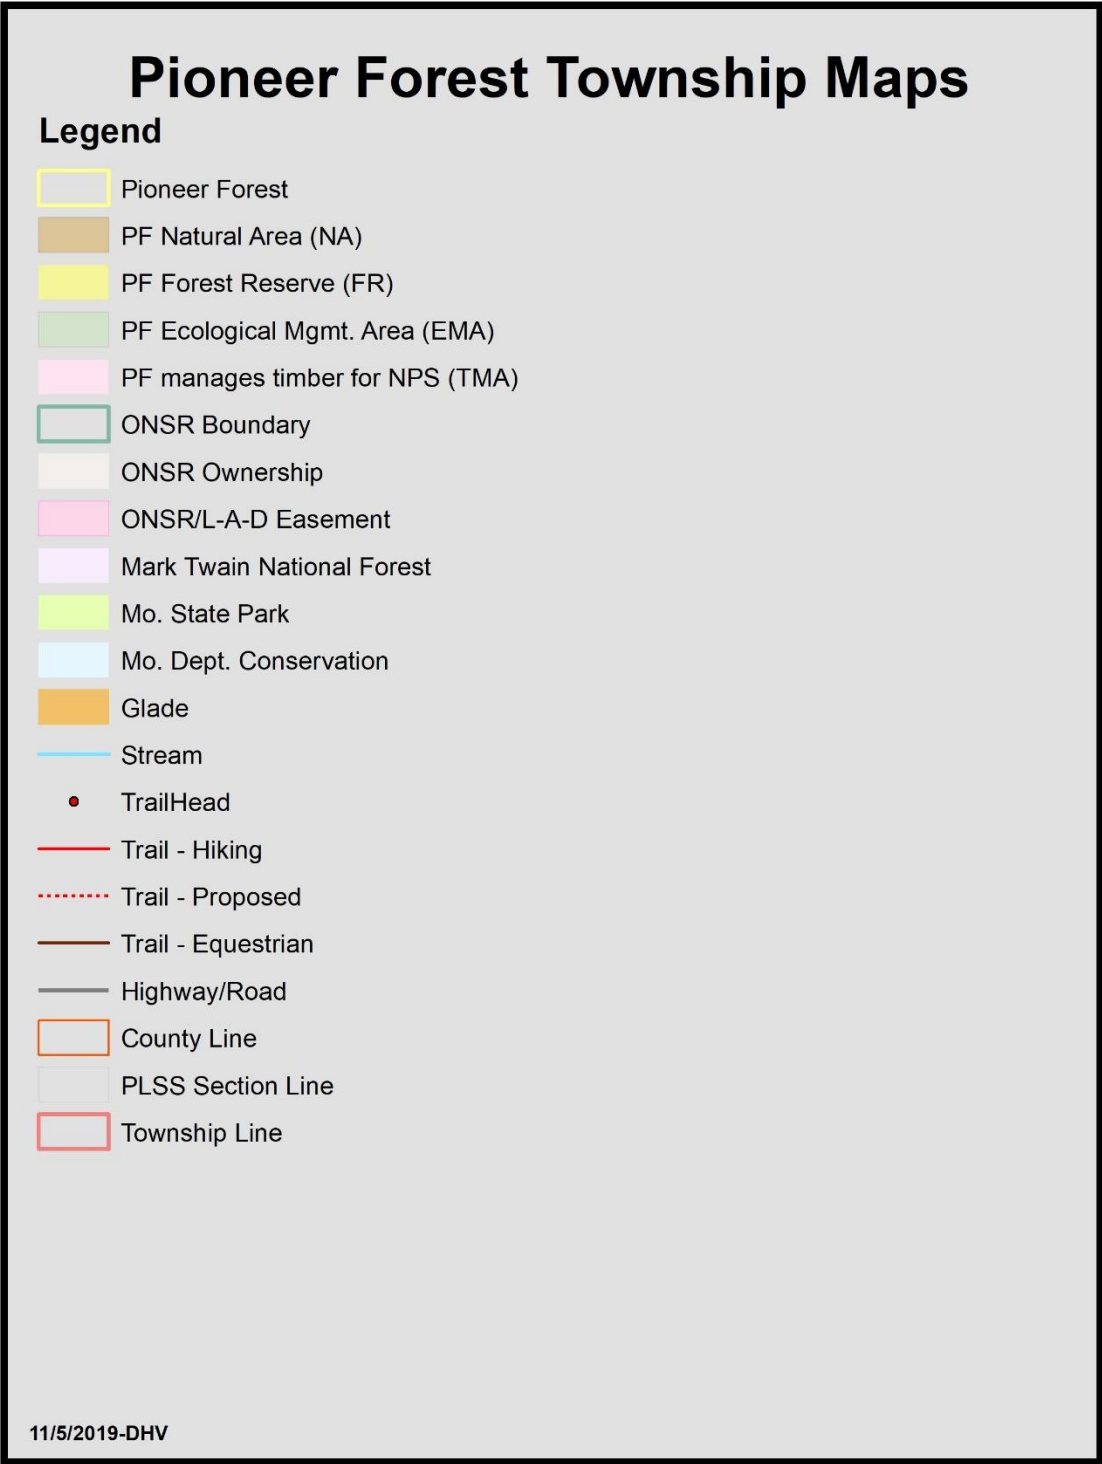 Pioneer Forest Township Maps
Legend
Pioneer Forest
PF Natural Area (NA)
PF Forest Reserve (FR)
PF Ecological Mgmt. Area (EMA)
PF manages timber for NPS (TMA)
ONSR Boundary
ONSR Ownership
ONSR/L-A-D Easement
Mark Twain National Forest
Mo. State Park
Mo. Dept. Conservation
Glade
Stream
TrailHead
Trail - Hiking
Trail - Proposed
Trail - Equestrian
Highway/Road
County Line
PLSS Section Line
Township Line
11/5/2019-DHV